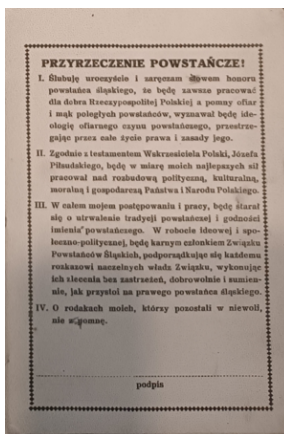 PRZYRZECZENIE POWSTAŃCZE!
I. Ślubuję uroczyście i zaręczam słowem honoru
powstańca śląskiego, że będę zawsze pracować
dla dobra Rzeczypospolitej Polskiej a pomny ofiar
i mąk poległych powstańców, wyznawał będę ide-
ologję ofiarnego czynu powstańczego, przestrze-
gając przez całe życie prawa i zasady jego.
II. Zgodnie z testamentem Wskrzesiciela Polski, Józefa
Piłsudskiego, będę w miarę moich najlepszych sił
pracował nad rozbudową polityczną, kulturalną,
moralną i gospodarczą Państwa i Narodu Polskiego.
III. W całem mojem postępowaniu i pracy, będę starał
się o utrwalenie tradycji powstańczej i godności
imienia powstańczego. W robocie ideowej i spo-
łeczno-politycznej, będę karnym członkiem Związku
Powstańców Śląskich, podporządkując się każdemu
rozkazowi naczelnych władz Związku, wykonując
ich zlecenia bez zastrzeżeń, dobrowolnie i sumien-
nie, jak przystoi na prawego powstańca śląskiego.
IV. O rodakach moich, którzy pozostali w niewoli,
nie zapomnę.
podpis